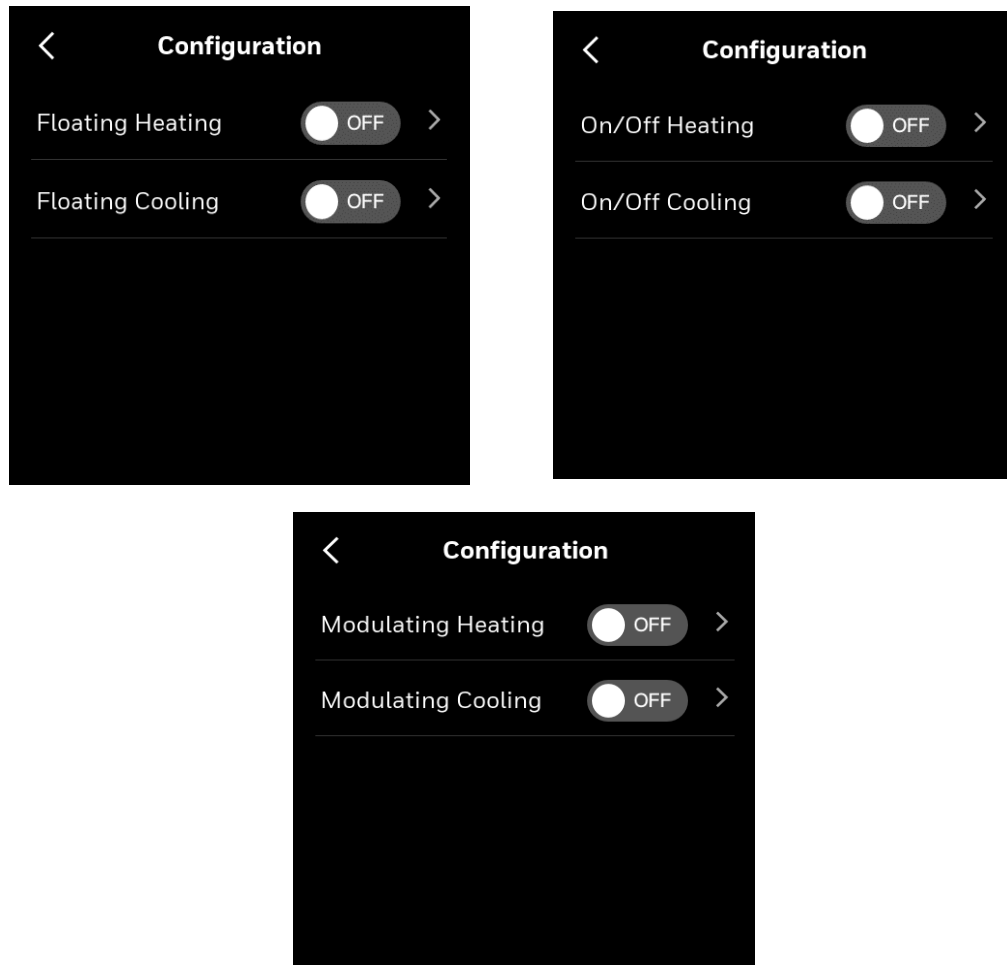 Configuration
Floating Heating OFF
Floating Cooling OFF
Configuration
On/Off Heating OFF
On/Off Cooling OFF
Configuration
Modulating Heating OFF
Modulating Cooling OFF